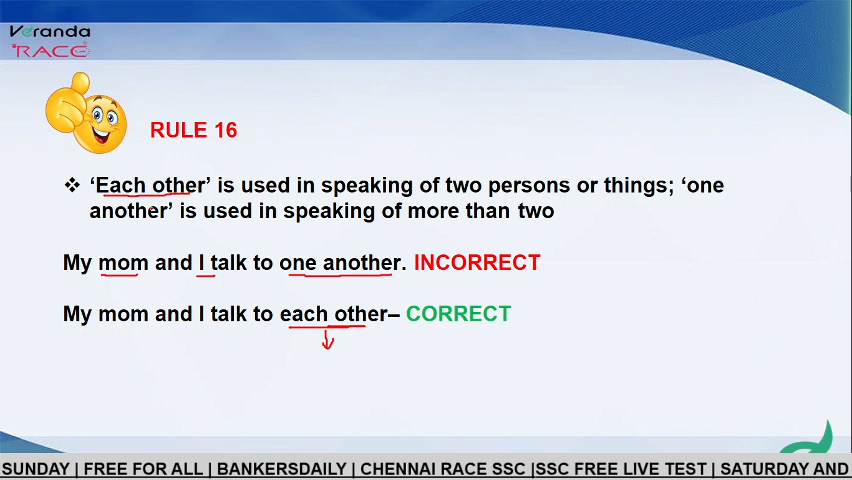 Veranda
RACE
RULE 16
❖ ‘Each other’ is used in speaking of two persons or things; ‘one
another’ is used in speaking of more than two
My mom and I talk to one another. INCORRECT
My mom and I talk to each other– CORRECT
SUNDAY | FREE FOR ALL | BANKERSDAILY | CHENNAI RACE SSC |SSC FREE LIVE TEST | SATURDAY AND